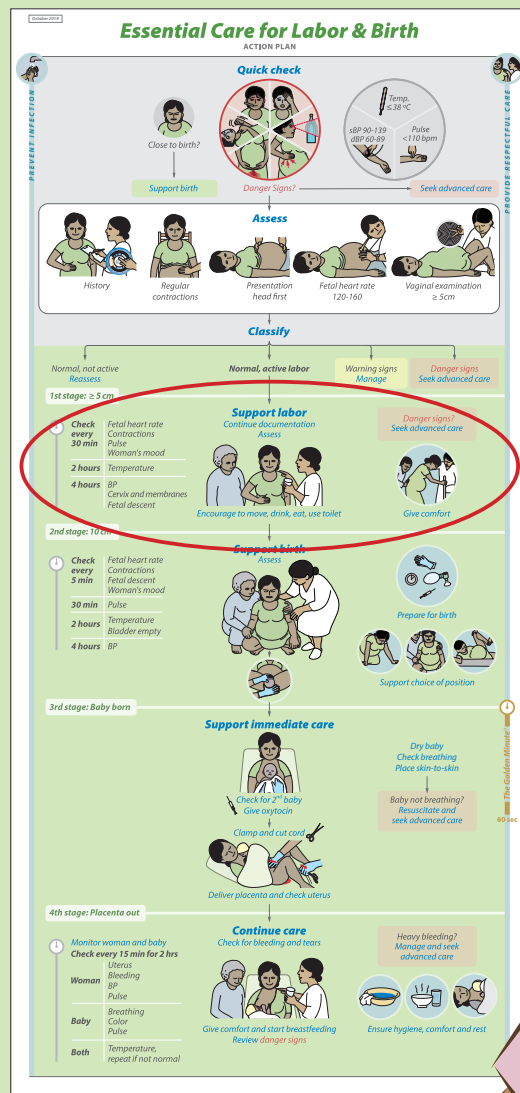 October 2019
Essential Care for Labor & Birth
ACTION PLAN
PREVENT INFECTION
PROVIDE RESPECTFUL CARE
Quick check
Close to birth?
Temp.
≤38 ºC
sBP 90-139
dBP 60-89
Pulse
<110 bpm
Support birth
Danger Signs?
Seek advanced care
Assess
History
Regular
contractions
Presentation
head first
Fetal heart rate
120-160
Vaginal examination
≥ 5cm
Classify
Normal, not active
Reassess
Normal, active labor
Warning signs
Manage
Danger signs
Seek advanced care
1st stage: ≥ 5 cm
Check
every
30 min
Fetal heart rate
Contractions
Pulse
Woman's mood
2 hours
Temperature
4 hours
BP
Cervix and membranes
Fetal descent
Support labor
Continue documentation
Assess
Encourage to move, drink, eat, use toilet
Danger signs?
Seek advanced care
Give comfort
2nd stage: 10 cm
Check
every
5 min
Fetal heart rate
Contractions
Fetal descent
Woman's mood
30 min
Pulse
2 hours
Temperature
Bladder empty
4 hours
BP
Support birth
Assess
Prepare for birth
Support choice of position
3rd stage: Baby born
Support immediate care
Check for 2nd baby
Give oxytocin
Clamp and cut cord
Deliver placenta and check uterus
Dry baby
Check breathing
Place skin-to-skin
Baby not breathing?
Resuscitate and
seek advanced care
The Golden Minute®
60 sec
4th stage: Placenta out
Monitor woman and baby
Check every 15 min for 2 hrs
Woman
Uterus
Bleeding
BP
Pulse
Baby
Breathing
Color
Pulse
Both
Temperature,
repeat if not normal
Continue care
Check for bleeding and tears
Give comfort and start breastfeeding
Review danger signs
Heavy bleeding?
Manage and seek
advanced care
Ensure hygiene, comfort and rest